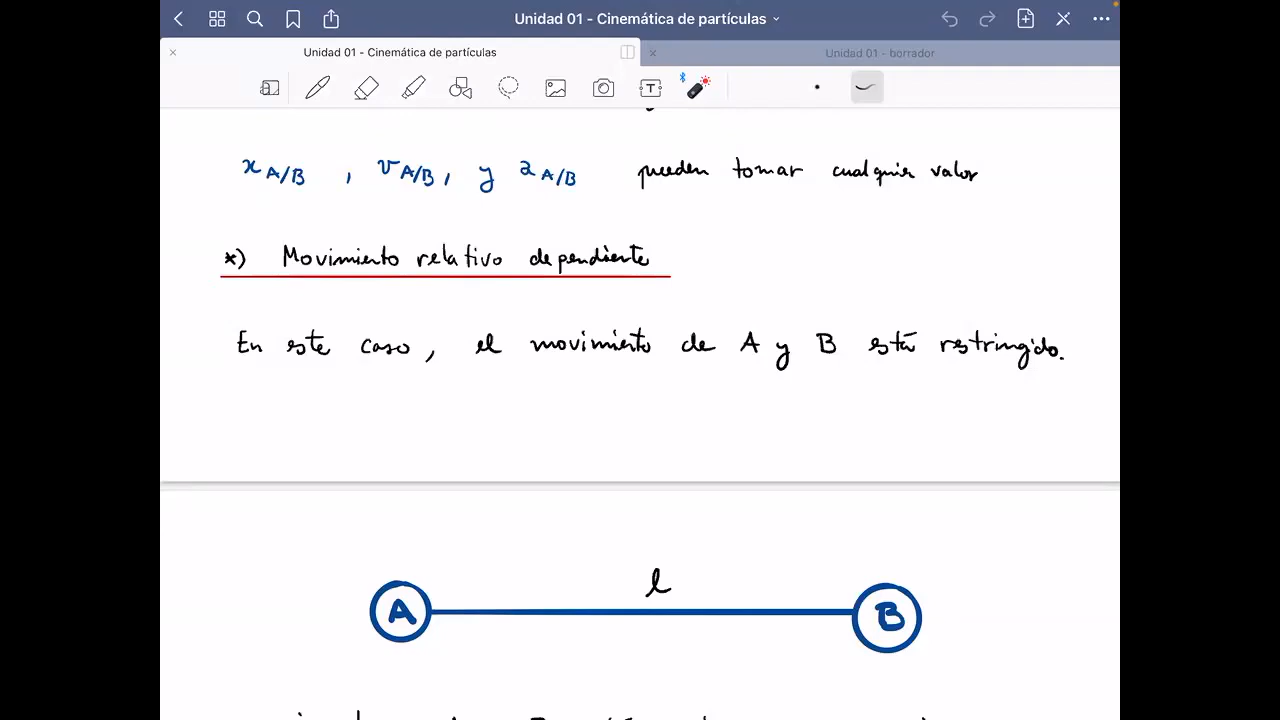 Unidad 01 - Cinemática de partículas
Unidad 01 - Cinemática de partículas
Unidad 01 - borrador
x A/B , v A/B , y a A/B pueden tomar cualquier valor
*) Movimiento relativo dependiente
En este caso, el movimiento de A y B está restringido.
l
A B